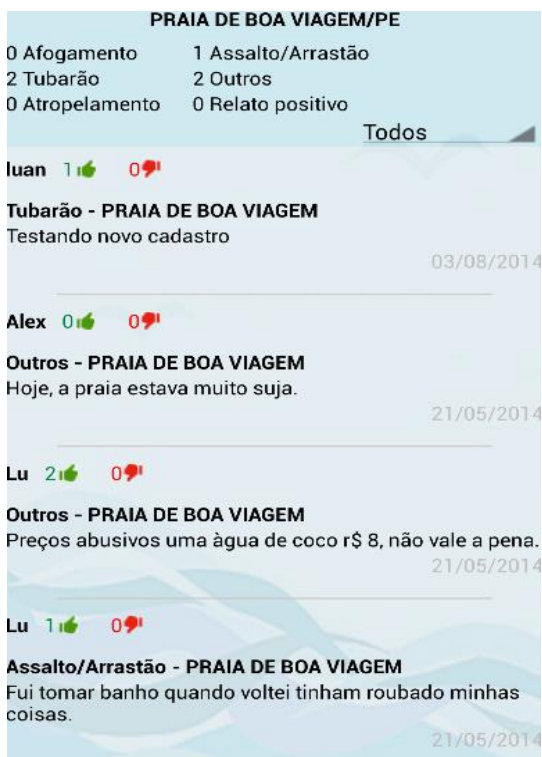 PRAIA DE BOA VIAGEM/PE
0 Afogamento 1 Assalto/Arrastão
2 Tubarão 2 Outros
0 Atropelamento 0 Relato positivo
Todos
luan 1 0
Tubarão - PRAIA DE BOA VIAGEM
Testando novo cadastro
03/08/2014
Alex 0 0
Outros - PRAIA DE BOA VIAGEM
Hoje, a praia estava muito suja.
21/05/2014
Lu 2 0
Outros - PRAIA DE BOA VIAGEM
Preços abusivos uma àgua de coco r$ 8, não vale a pena.
21/05/2014
Lu 1 0
Assalto/Arrastão - PRAIA DE BOA VIAGEM
Fui tomar banho quando voltei tinham roubado minhas
coisas.
21/05/2014